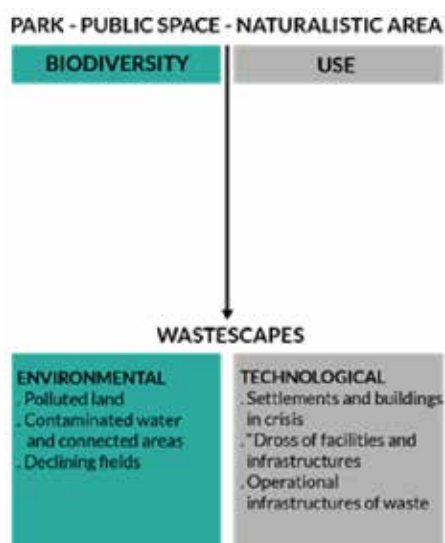 PARK - PUBLIC SPACE - NATURALISTIC AREA
BIODIVERSITY
USE
WASTESCAPES
ENVIRONMENTAL
. Polluted land
. Contaminated water
and connected areas
. Declining fields
TECHNOLOGICAL
. Settlements and buildings
in crisis
. "Dross of facilities and
infrastructures
. Operational
infrastructures of waste